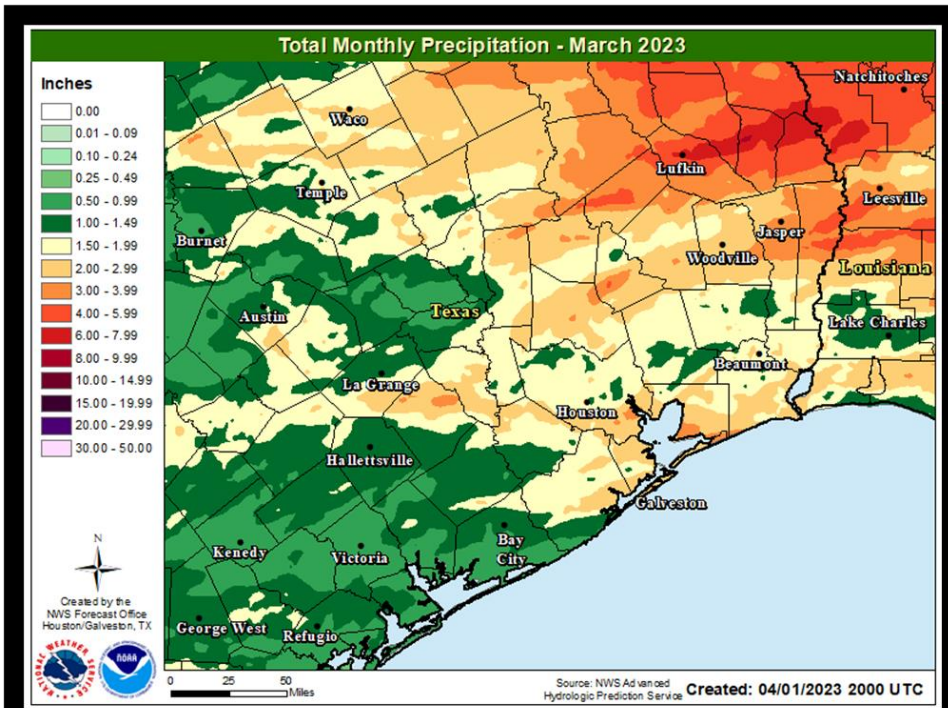 Total Monthly Precipitation - March 2023
Inches
0.00
0.01 - 0.09
0.10 - 0.24
0.25 - 0.49
0.50 - 0.99
1.00 - 1.49
1.50 - 1.99
2.00 - 2.99
3.00 - 3.99
4.00 - 5.99
6.00 - 7.99
8.00 - 9.99
10.00 - 14.99
15.00 - 19.99
20.00 - 29.99
30.00 - 50.00
N
Created by the
NWS Forecast Office
Houston/Galveston, TX
NATIONAL WEATHER SERVICE
NOAA
Natchitoches
Waco
Lufkin
Temple
Leesville
Burnet
Jasper
Woodville
Louisiana
Austin
Texas
Lake Charles
Beaumont
La Grange
Houston
Hallettsville
Galveston
Bay
City
Kenedy
Victoria
George West
Refugio
0 25 50
Miles
Source: NWS Advanced
Hydrologic Prediction Service
Created: 04/01/2023 2000 UTC